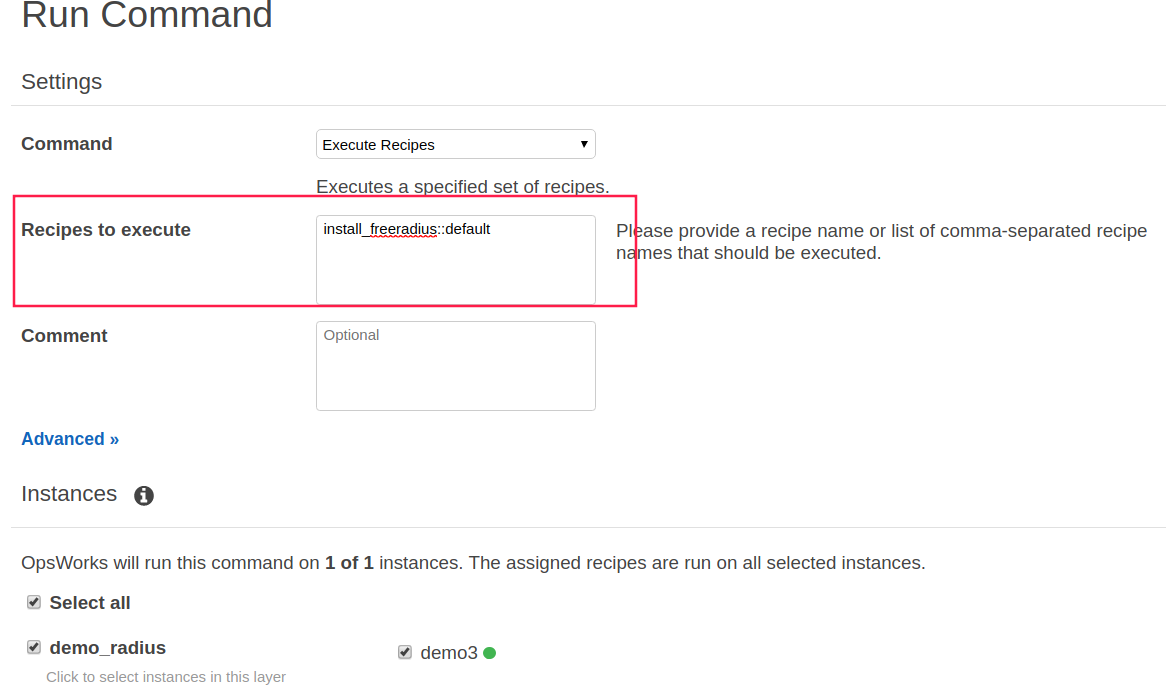 Run Command
Settings
Command
Execute Recipes
Executes a specified set of recipes.
Recipes to execute
install_freeradius::default
Please provide a recipe name or list of comma-separated recipe
names that should be executed.
Comment
Optional
Advanced »
Instances
OpsWorks will run this command on 1 of 1 instances. The assigned recipes are run on all selected instances.
Select all
demo_radius
demo3
Click to select instances in this layer